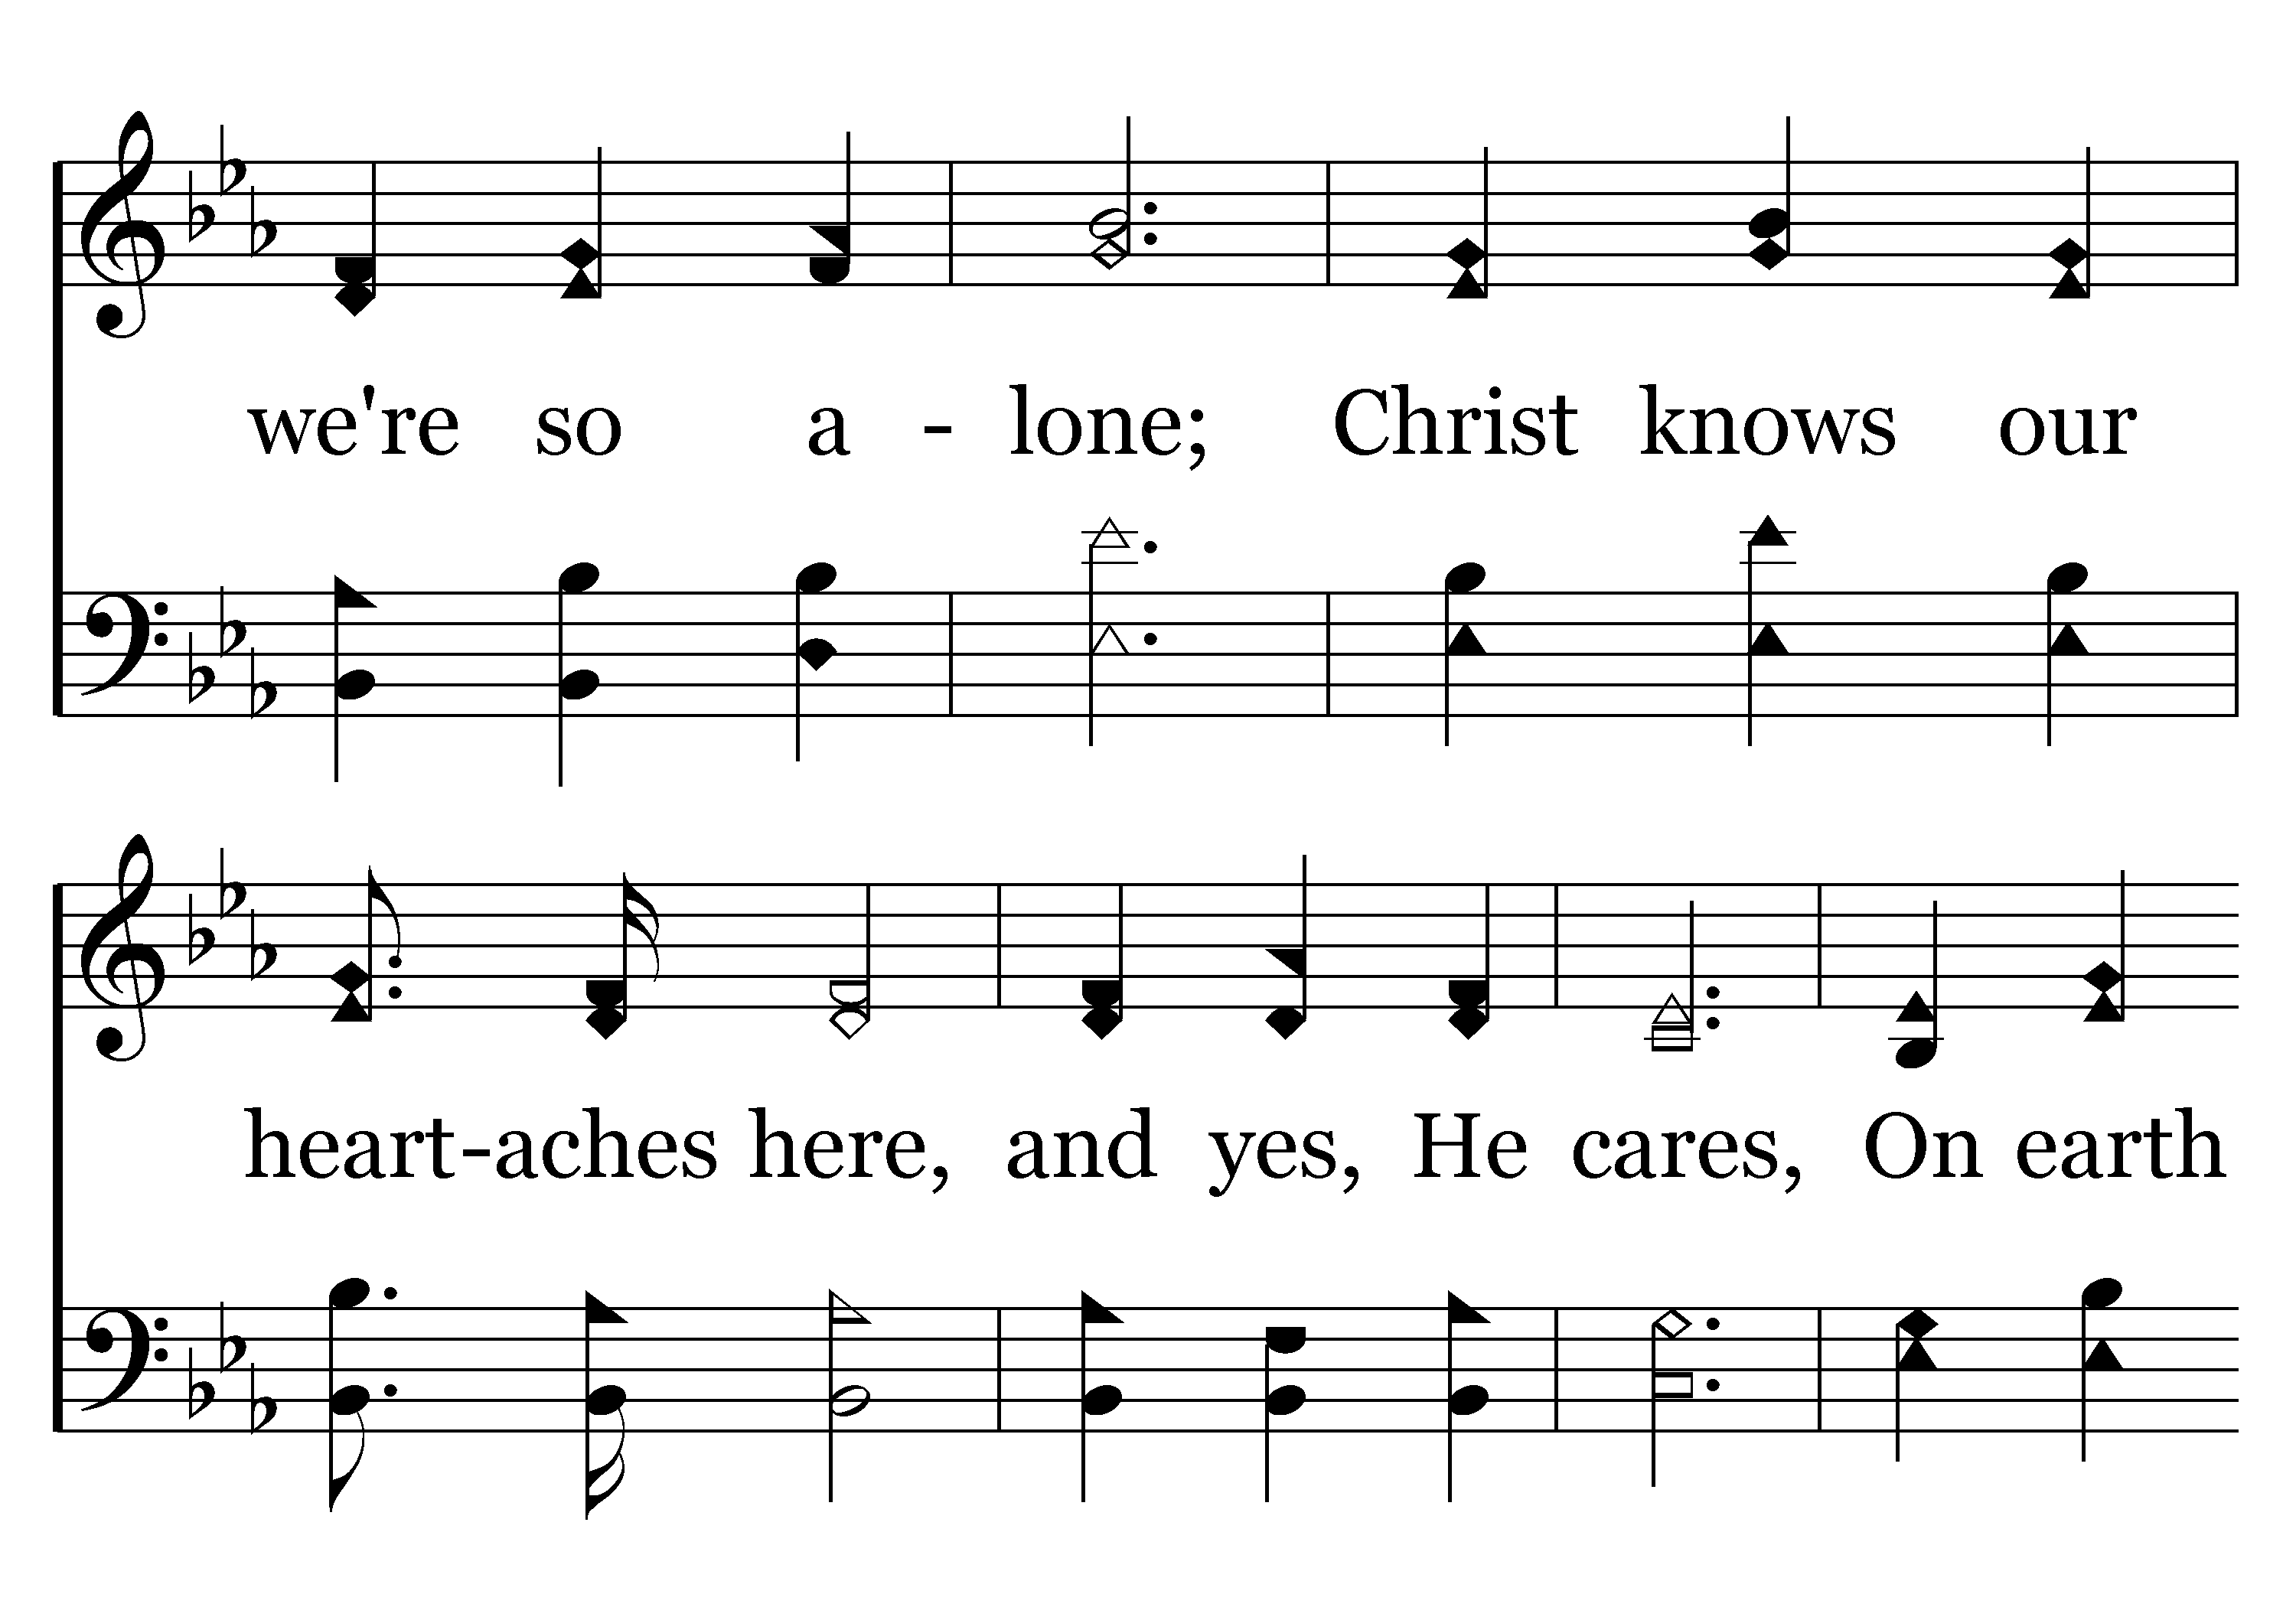 we're so a - lone; Christ knows our
heart-aches here, and yes, He cares, On earth